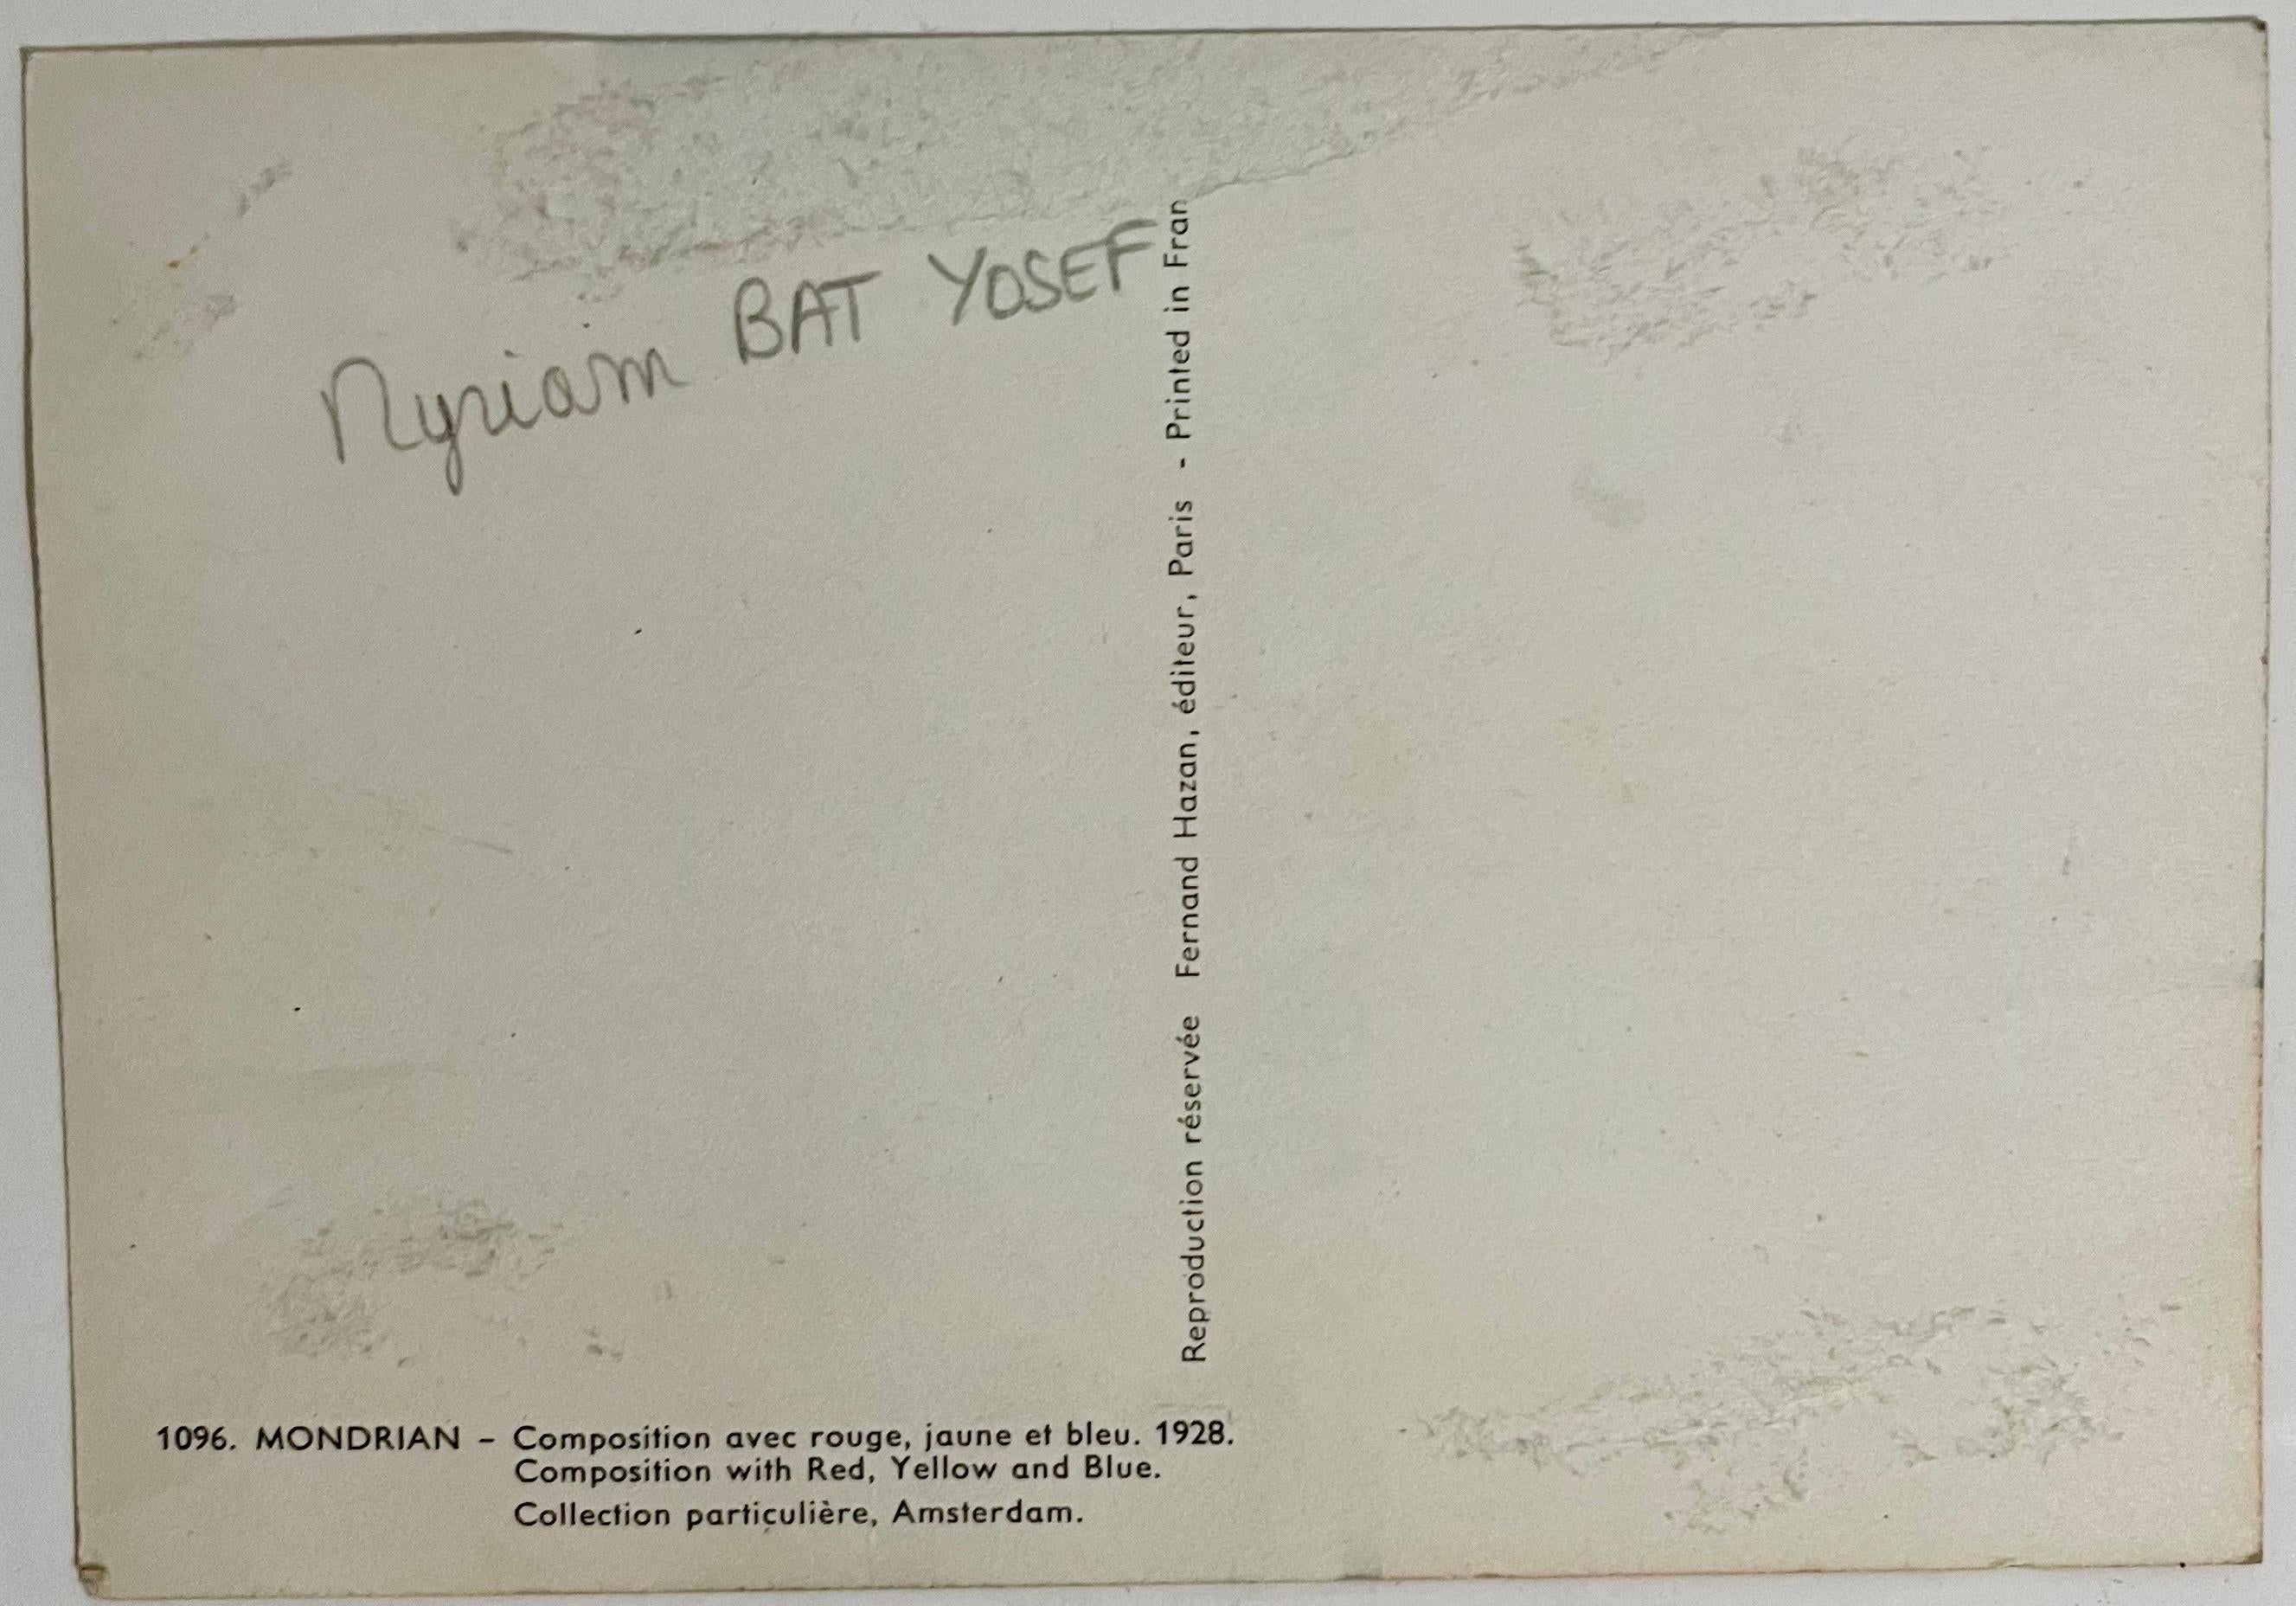 Myriam BAT YOSEF
Reproduction réservée Fernand Hazan, éditeur, Paris - Printed in Fran
1096. MONDRIAN – Composition avec rouge, jaune et bleu. 1928.
Composition with Red, Yellow and Blue.
Collection particulière, Amsterdam.